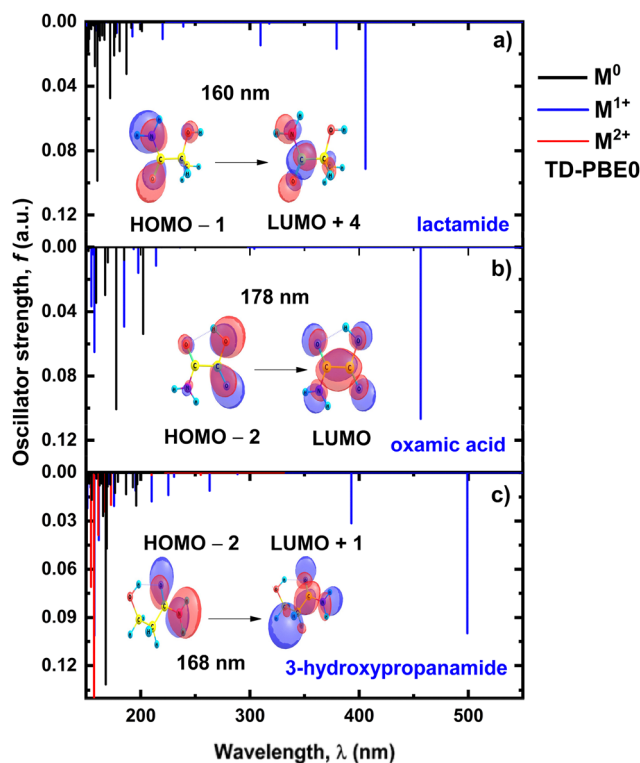 0.00
a)
M⁰
M¹⁺
M²⁺
TD-PBE0
0.04
160 nm
0.08
HOMO – 1
LUMO + 4
0.12
lactamide
Oscillator strength, f (a.u.)
0.00
b)
0.04
178 nm
0.08
HOMO – 2
LUMO
0.12
oxamic acid
0.00
c)
0.03
HOMO – 2
LUMO + 1
0.06
0.09
168 nm
3-hydroxypropanamide
0.12
200
300
400
500
Wavelength, λ (nm)